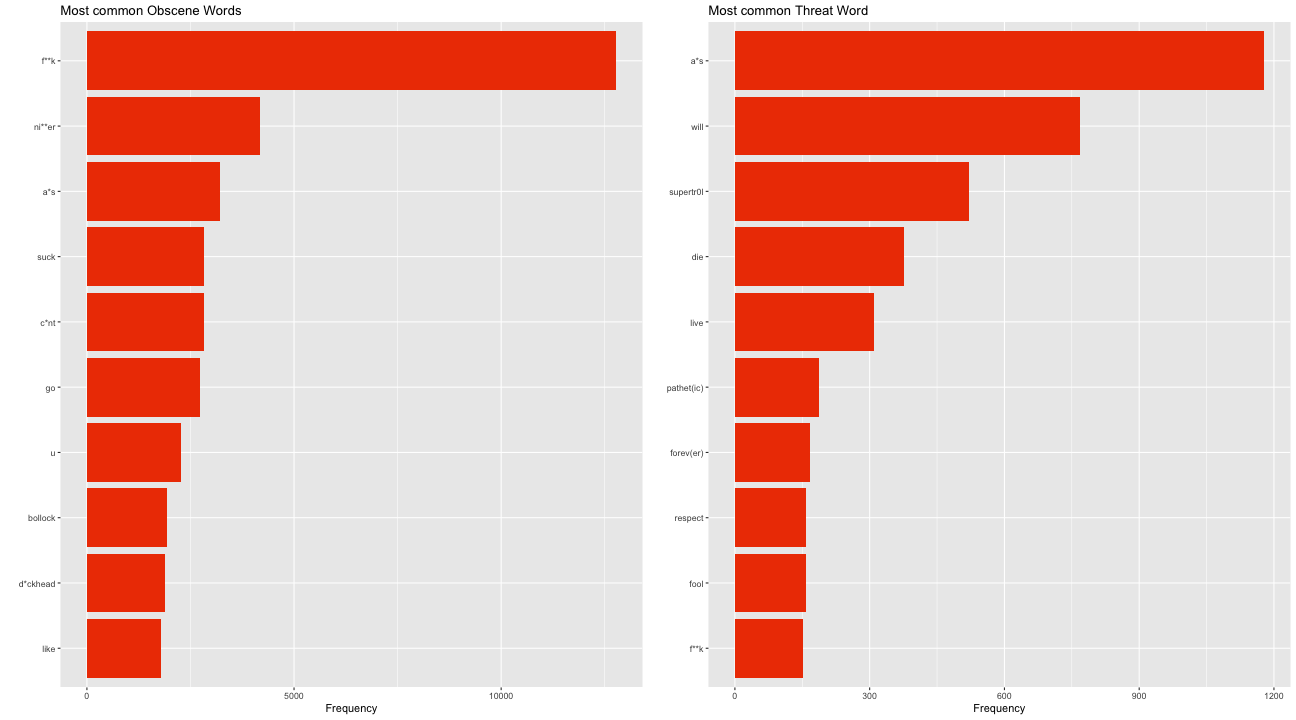 Most common Obscene Words
f**k
ni**er
a*s
suck
c*nt
go
u
bollock
d*ckhead
like
0 5000 10000
Frequency
Most common Threat Word
a*s
will
supertr0l
die
live
pathet(ic)
forev(er)
respect
fool
f**k
0 300 600 900 1200
Frequency